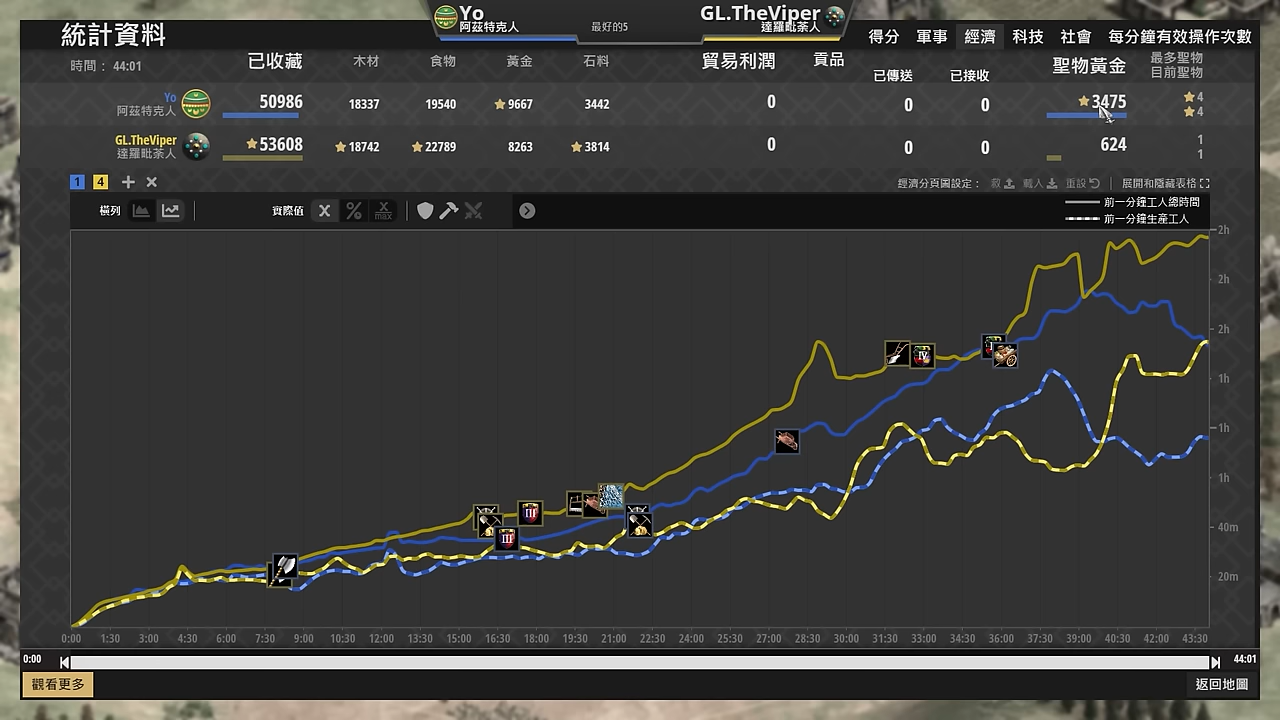 Yo
阿茲特克人
最好的5
GL.TheViper
達羅毗荼人
統計資料
得分 軍事 經濟 科技 社會 每分鐘有效操作次數
時間： 44:01
已收藏 木材 食物 黃金 石料 貿易利潤 貢品 已傳送 已接收 聖物黃金 最多聖物 目前聖物
Yo
阿茲特克人
50986 18337 19540 9667 3442 0 0 0 3475 4 4
GL.TheViper
達羅毗荼人
53608 18742 22789 8263 3814 0 0 0 624 1 1
1 4
經濟分頁圖設定： 載入 重設 展開和隱藏表格
橫列 實際值 X % X max
前一分鐘工人總時間
前一分鐘生產工人
2h
2h
2h
1h
1h
1h
40m
20m
III
III
IV
0:00 1:30 3:00 4:30 6:00 7:30 9:00 10:30 12:00 13:30 15:00 16:30 18:00 19:30 21:00 22:30 24:00 25:30 27:00 28:30 30:00 31:30 33:00 34:30 36:00 37:30 39:00 40:30 42:00 43:30
0:00 44:01
觀看更多 返回地圖